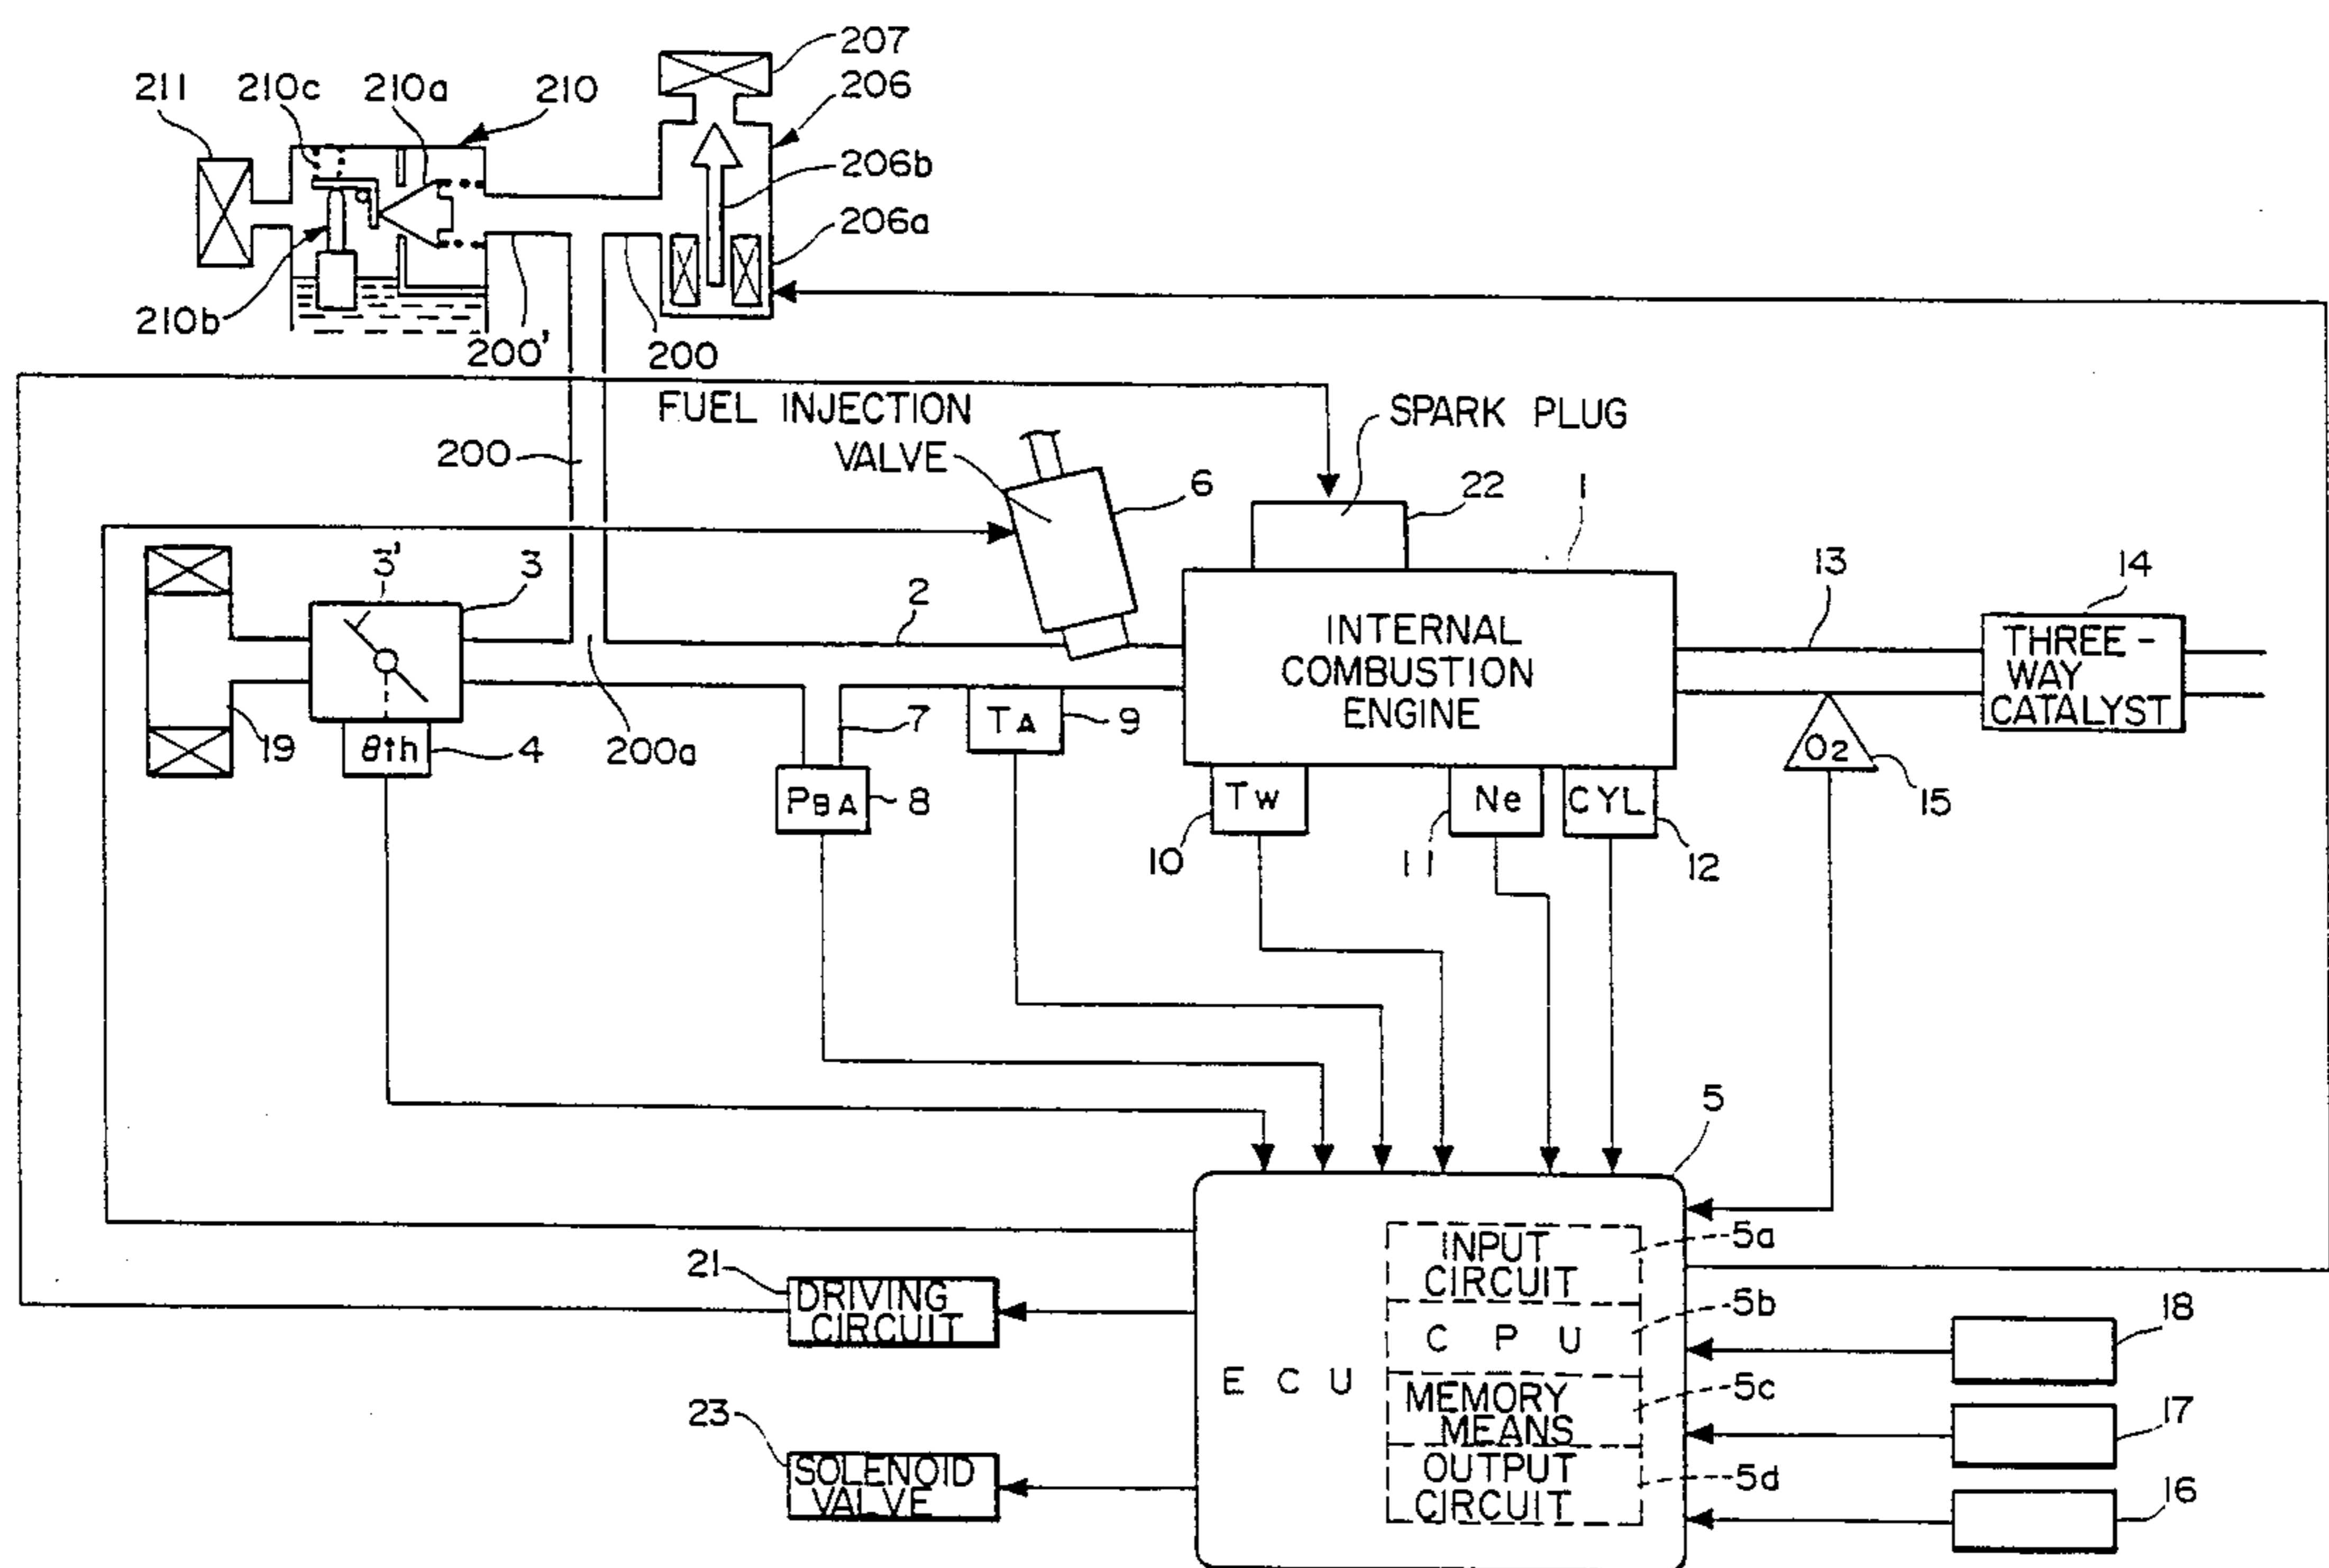 207
211
210c
210a
210
206
206b
206a
210b
200'
200
FUEL INJECTION
VALVE
SPARK PLUG
200
6
22
1
3'
3
2
13
14
INTERNAL
COMBUSTION
ENGINE
THREE-
WAY
CATALYST
19
θth
4
200a
7
TA
9
O2
15
PBA
8
TW
Ne
CYL
10
11
12
5
INPUT
CIRCUIT
5a
21
DRIVING
CIRCUIT
C P U
5b
18
E C U
MEMORY
MEANS
5c
17
23
SOLENOID
VALVE
OUTPUT
CIRCUIT
5d
16